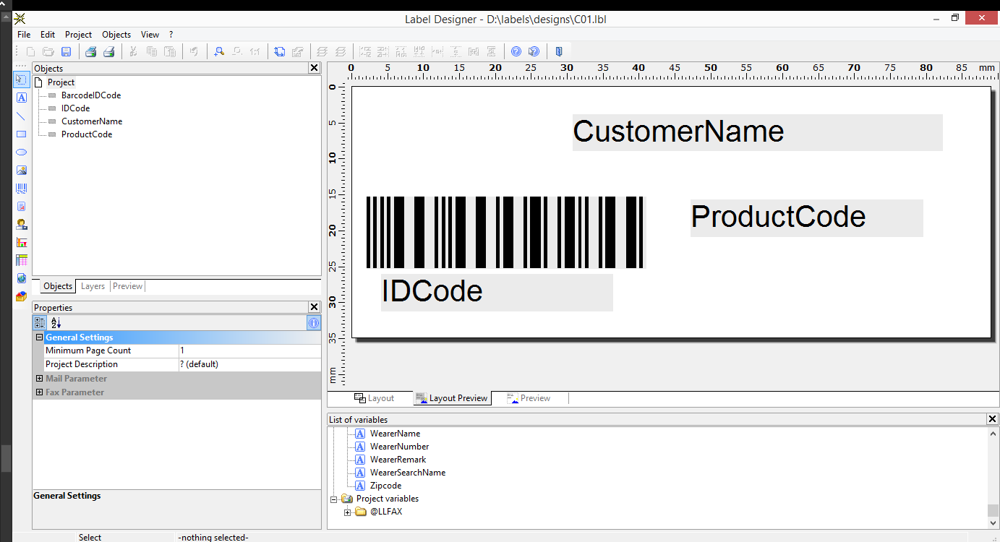 Label Designer - D:\labels\designs\C01.lbl
File Edit Project Objects View ?
1:1
Objects
Project
BarcodeIDCode
IDCode
CustomerName
ProductCode
Objects Layers Preview
Properties
General Settings
Minimum Page Count 1
Project Description ? (default)
Mail Parameter
Fax Parameter
General Settings
0 5 10 15 20 25 30 35 40 45 50 55 60 65 70 75 80 85 mm
0
5
10
15
20
25
30
35
mm
CustomerName
ProductCode
IDCode
Layout Layout Preview Preview
List of variables
WearerName
WearerNumber
WearerRemark
WearerSearchName
Zipcode
Project variables
@LLFAX
Select -nothing selected-